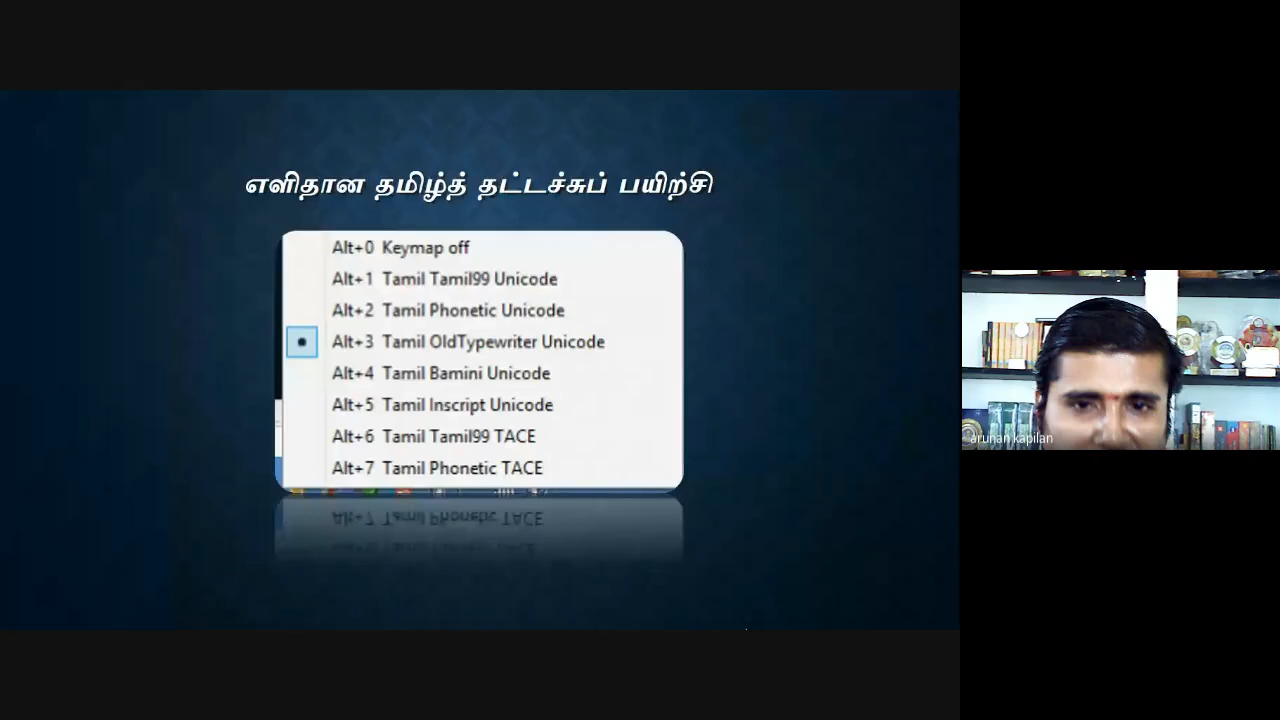 எளிதான தமிழ்த் தட்டச்சுப் பயிற்சி
Alt+0 Keymap off
Alt+1 Tamil Tamil99 Unicode
Alt+2 Tamil Phonetic Unicode
Alt+3 Tamil OldTypewriter Unicode
Alt+4 Tamil Bamini Unicode
Alt+5 Tamil Inscript Unicode
Alt+6 Tamil Tamil99 TACE
Alt+7 Tamil Phonetic TACE
arunan kapilan